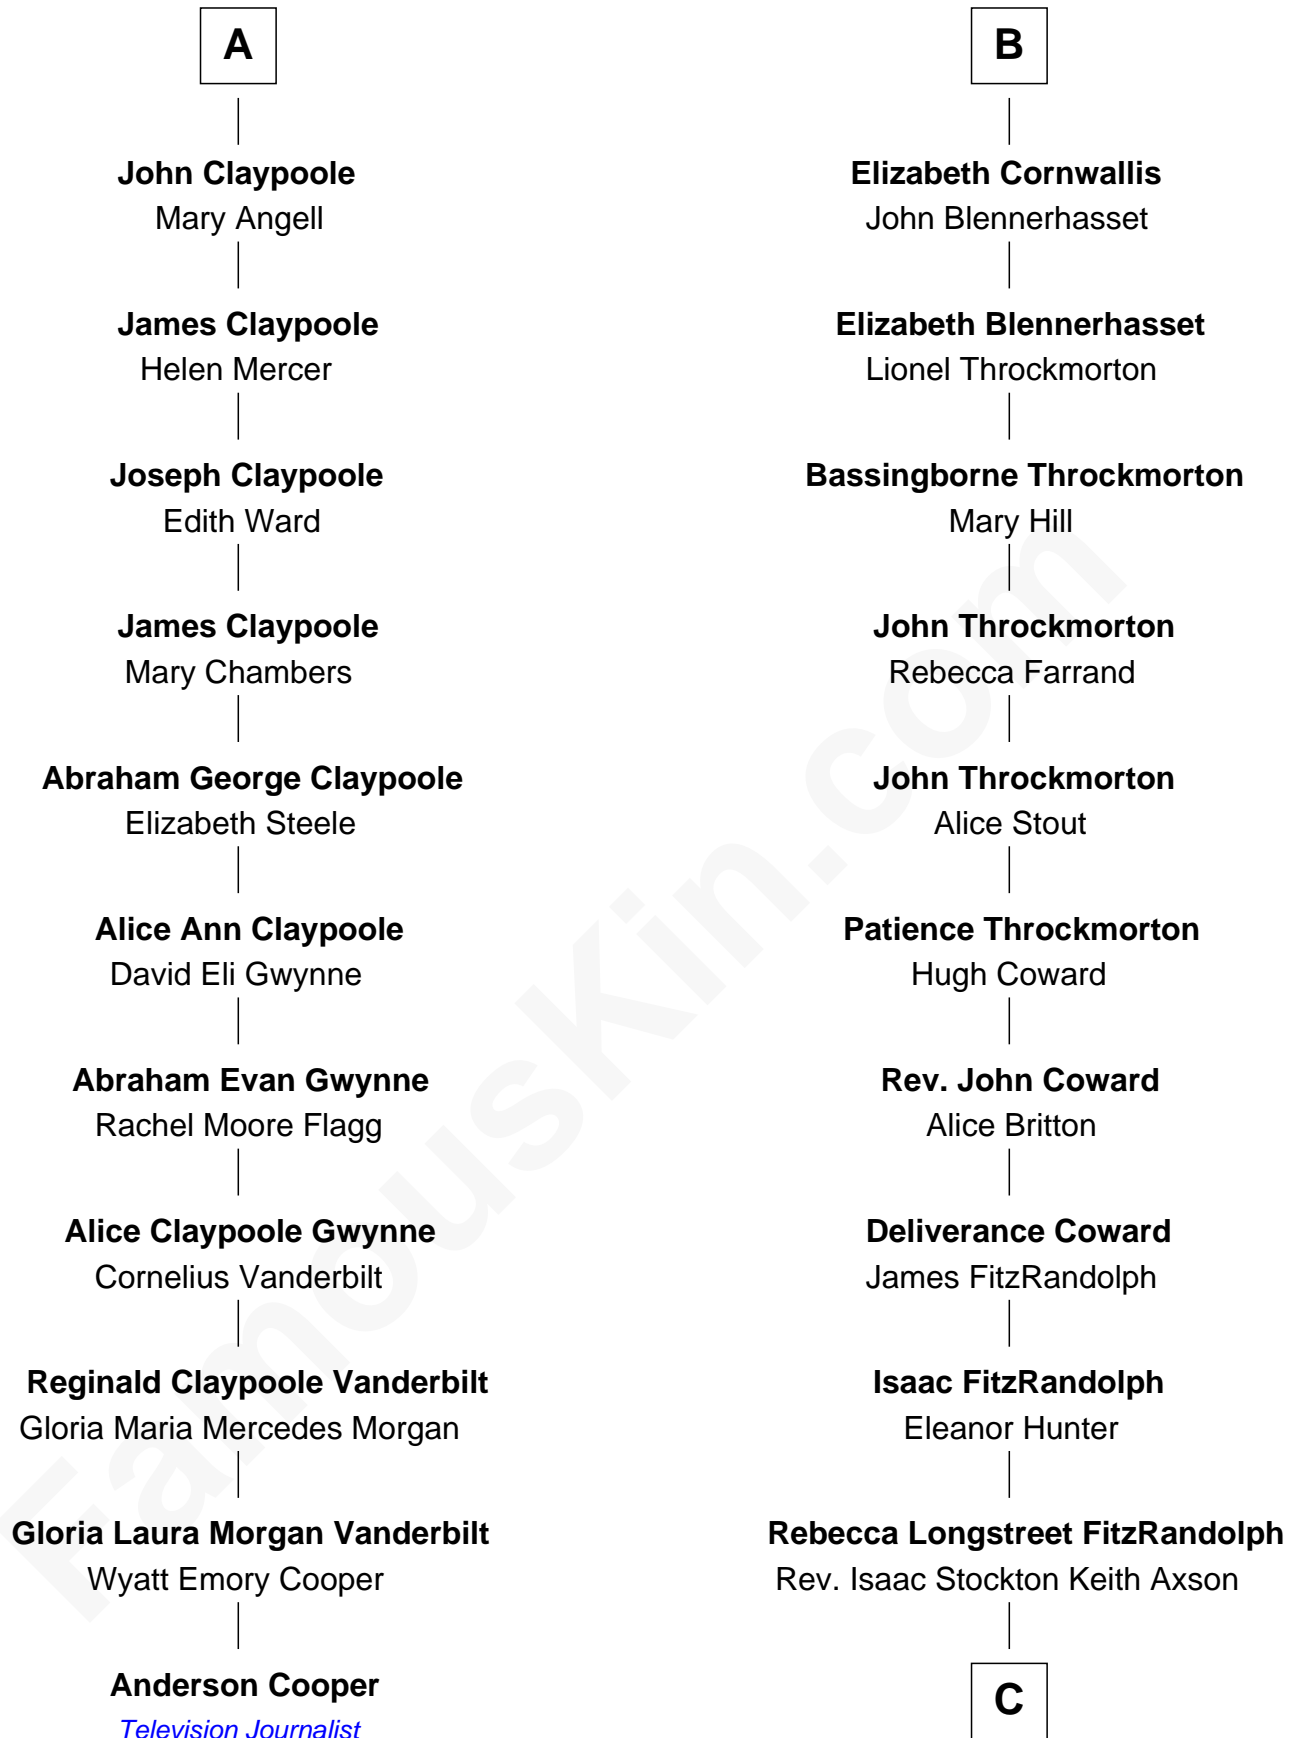 A
John Claypoole
Mary Angell
James Claypoole
Helen Mercer
Joseph Claypoole
Edith Ward
James Claypoole
Mary Chambers
Abraham George Claypoole
Elizabeth Steele
Alice Ann Claypoole
David Eli Gwynne
Abraham Evan Gwynne
Rachel Moore Flagg
Alice Claypoole Gwynne
Cornelius Vanderbilt
Reginald Claypoole Vanderbilt
Gloria Maria Mercedes Morgan
Gloria Laura Morgan Vanderbilt
Wyatt Emory Cooper
Anderson Cooper
Television Journalist
B
Elizabeth Cornwallis
John Blennerhasset
Elizabeth Blennerhasset
Lionel Throckmorton
Bassingborne Throckmorton
Mary Hill
John Throckmorton
Rebecca Farrand
John Throckmorton
Alice Stout
Patience Throckmorton
Hugh Coward
Rev. John Coward
Alice Britton
Deliverance Coward
James FitzRandolph
Isaac FitzRandolph
Eleanor Hunter
Rebecca Longstreet FitzRandolph
Rev. Isaac Stockton Keith Axson
C
FamousKin.com